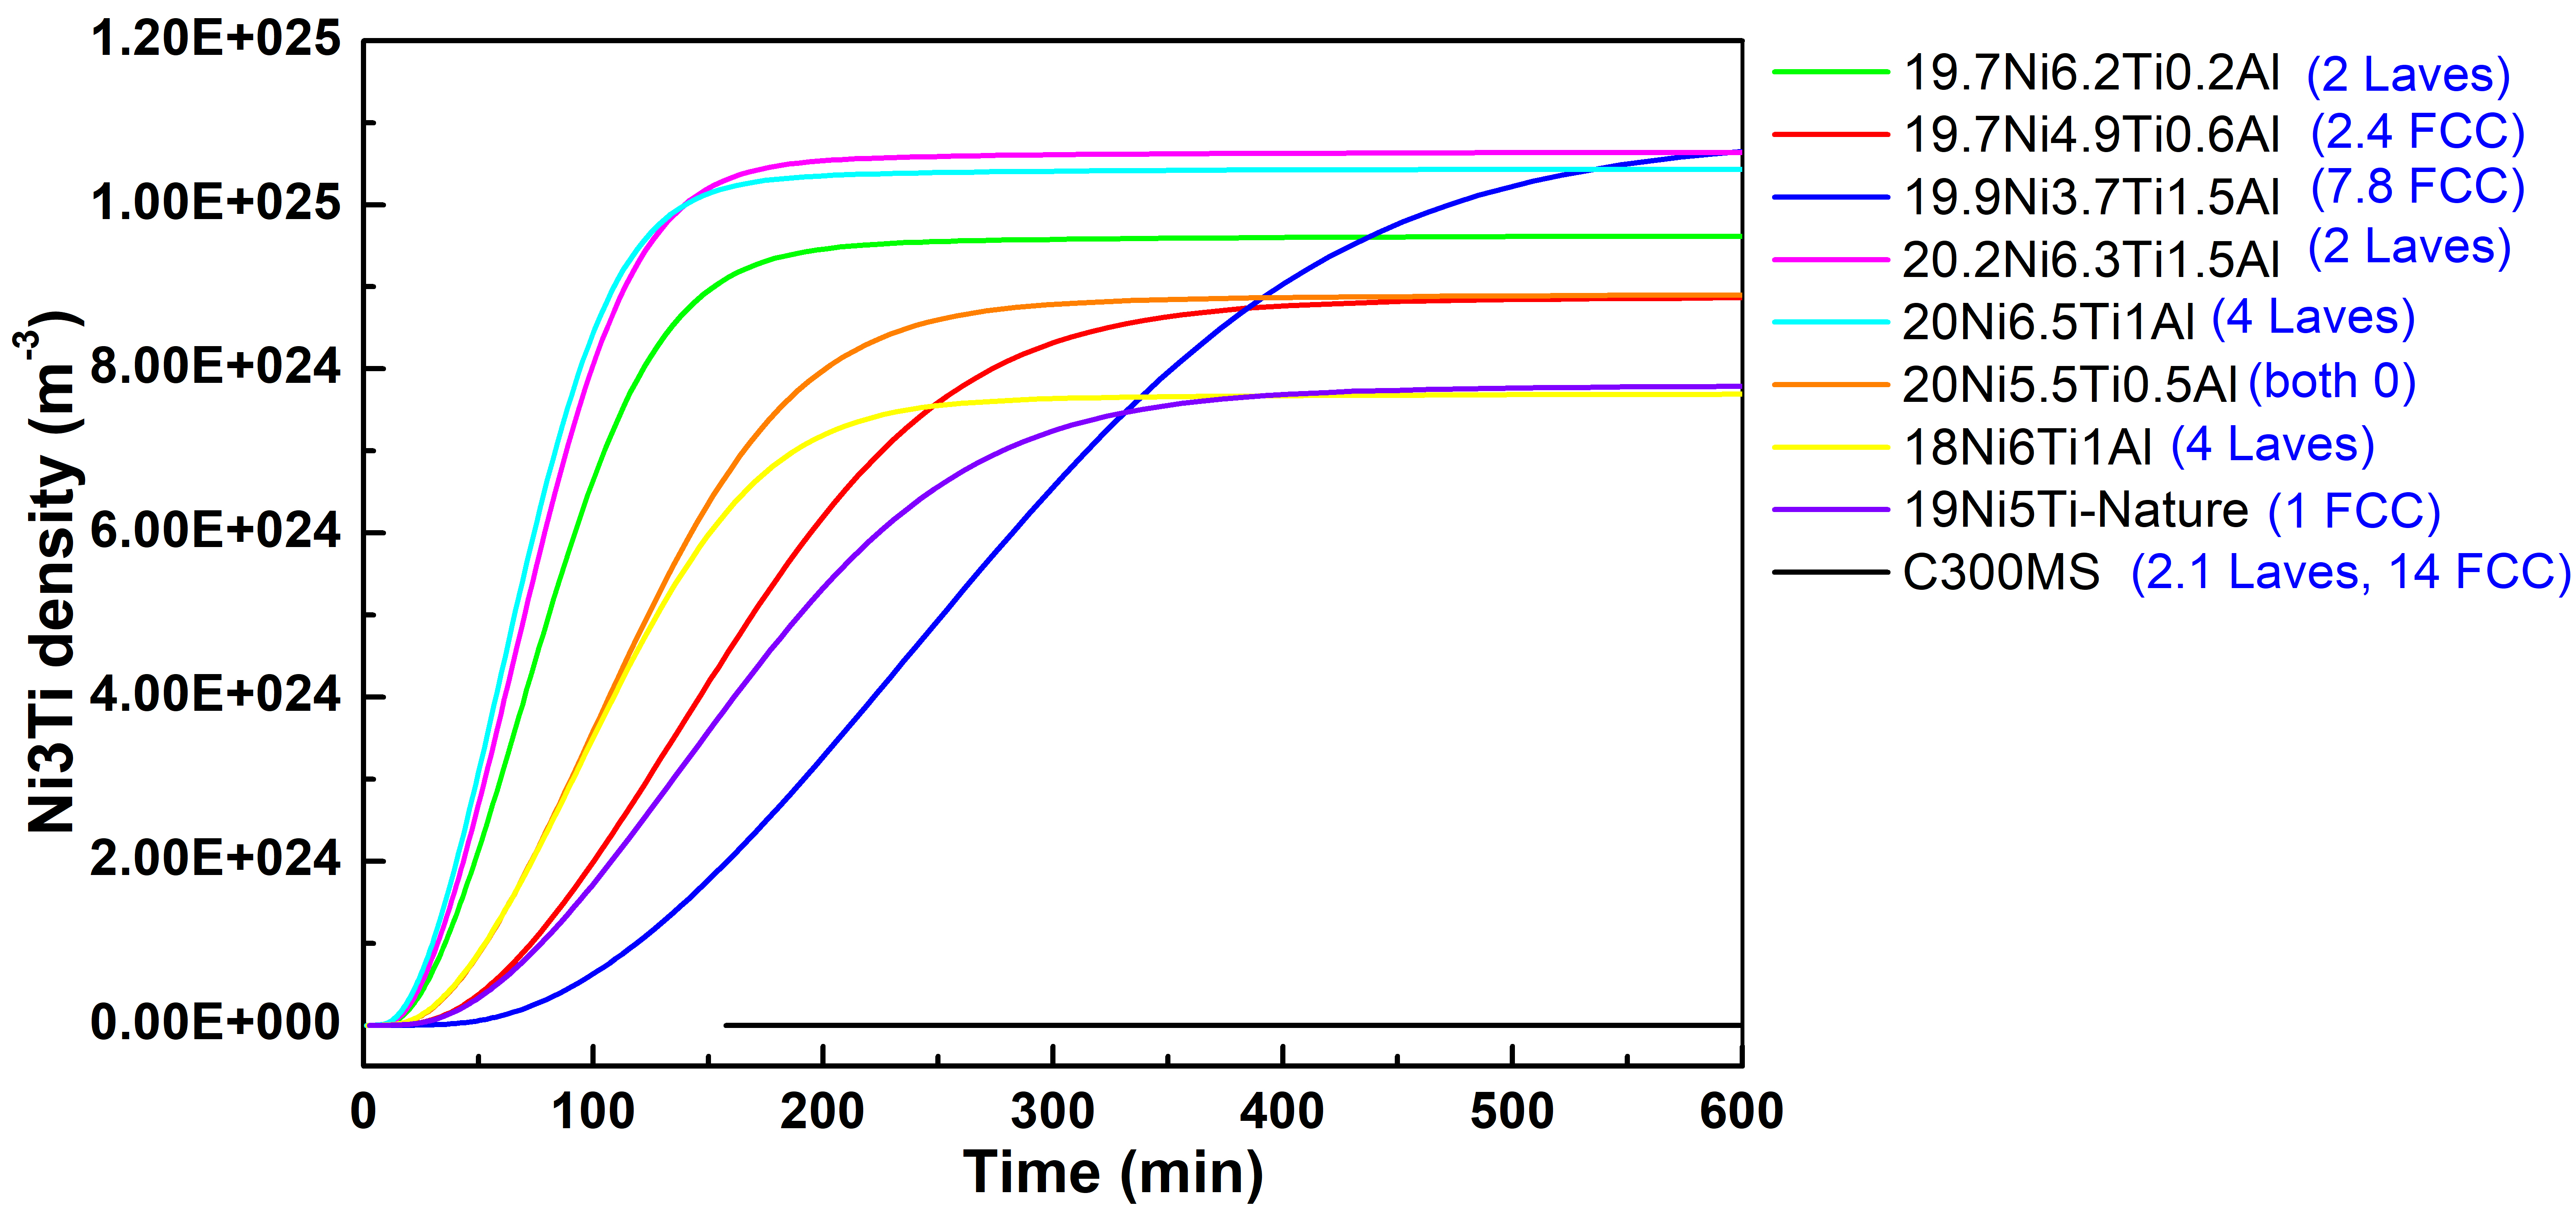 1.20E+025
1.00E+025
8.00E+024
6.00E+024
4.00E+024
2.00E+024
0.00E+000
Ni3Ti density (m-3)
0 100 200 300 400 500 600
Time (min)
19.7Ni6.2Ti0.2Al (2 Laves)
19.7Ni4.9Ti0.6Al (2.4 FCC)
19.9Ni3.7Ti1.5Al (7.8 FCC)
20.2Ni6.3Ti1.5Al (2 Laves)
20Ni6.5Ti1Al (4 Laves)
20Ni5.5Ti0.5Al (both 0)
18Ni6Ti1Al (4 Laves)
19Ni5Ti-Nature (1 FCC)
C300MS (2.1 Laves, 14 FCC)